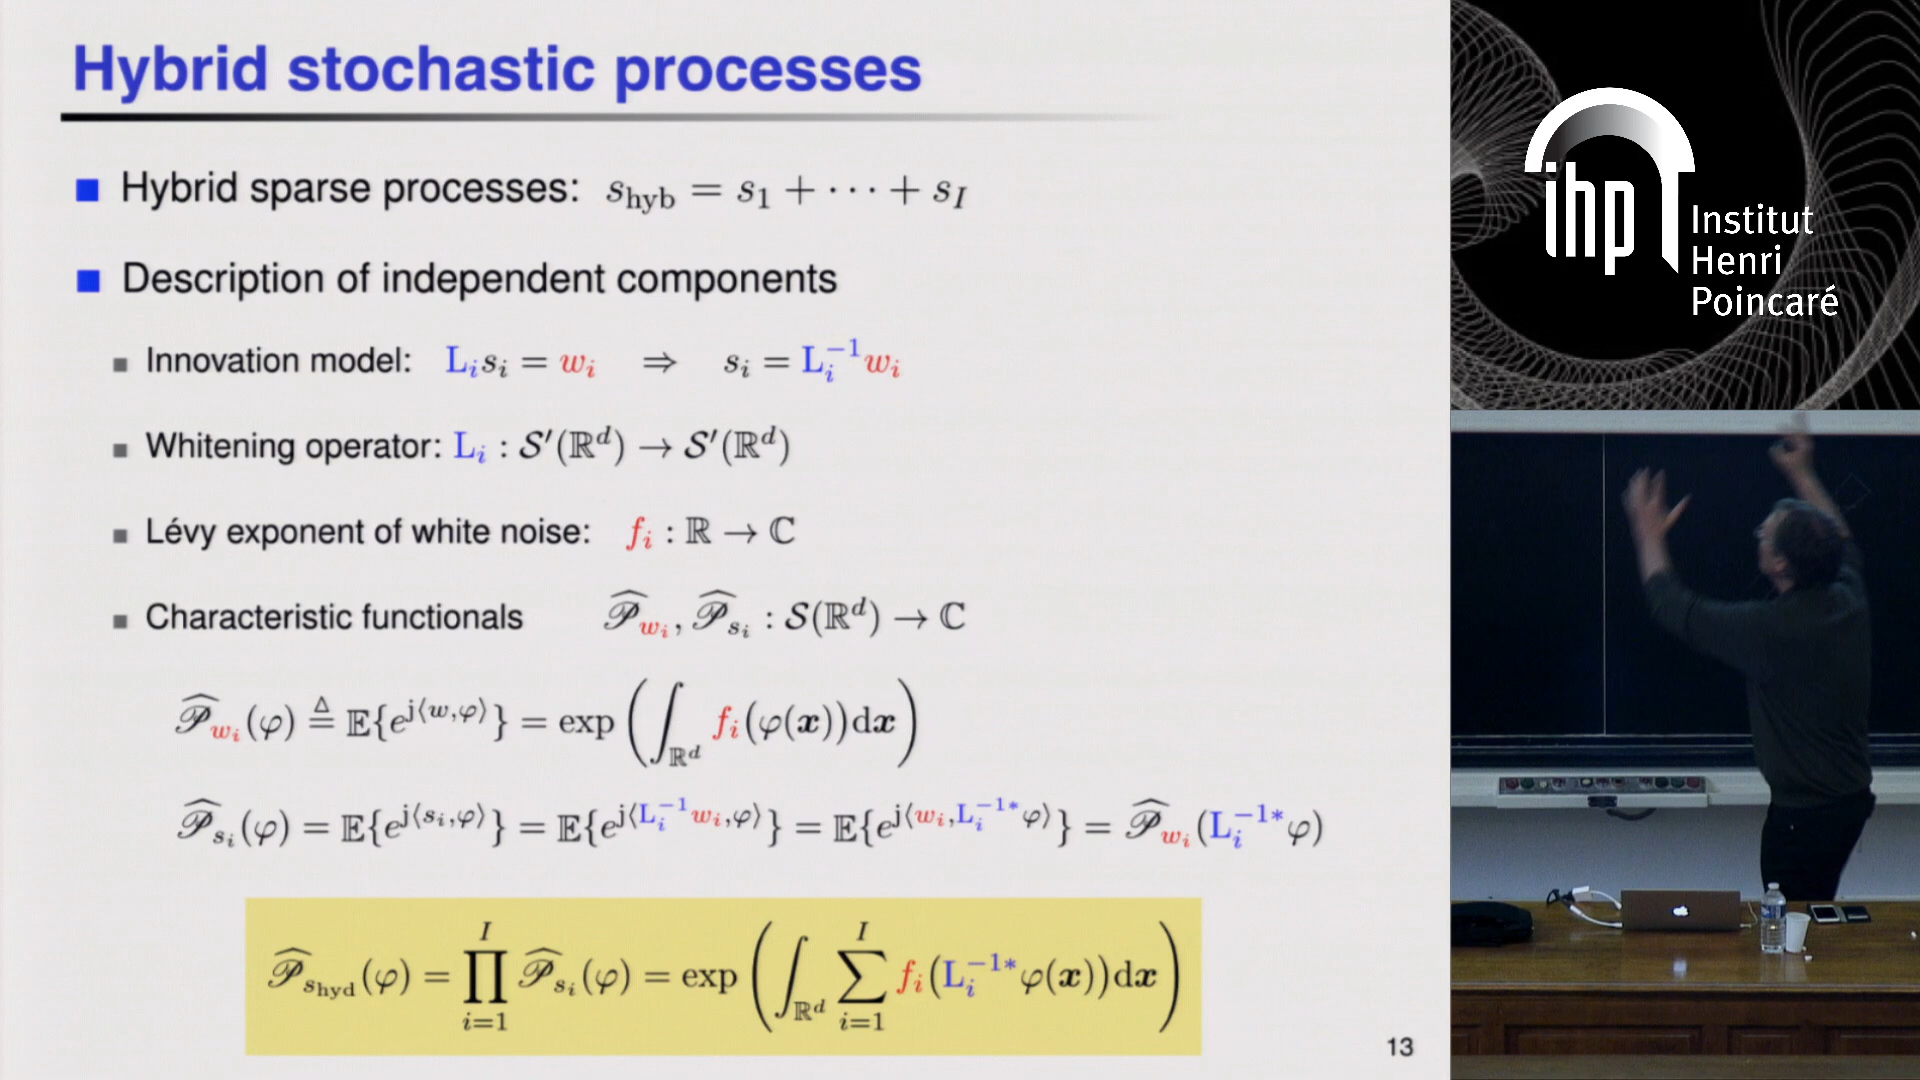 Hybrid stochastic processes
Hybrid sparse processes: s_hyb = s_1 + ··· + s_I
Description of independent components
Innovation model: L_i s_i = w_i ⇒ s_i = L_i^{-1} w_i
Whitening operator: L_i : 𝒮′(ℝ^d) → 𝒮′(ℝ^d)
Lévy exponent of white noise: f_i : ℝ → ℂ
Characteristic functionals 𝒫̂_{w_i}, 𝒫̂_{s_i} : 𝒮(ℝ^d) → ℂ
𝒫̂_{w_i}(φ) ≜ 𝔼{e^{j⟨w,φ⟩}} = exp(∫_{ℝ^d} f_i(φ(x))dx)
𝒫̂_{s_i}(φ) = 𝔼{e^{j⟨s_i,φ⟩}} = 𝔼{e^{j⟨L_i^{-1}w_i,φ⟩}} = 𝔼{e^{j⟨w_i,L_i^{-1*}φ⟩}} = 𝒫̂_{w_i}(L_i^{-1*}φ)
𝒫̂_{s_hyd}(φ) = ∏_{i=1}^{I} 𝒫̂_{s_i}(φ) = exp(∫_{ℝ^d} ∑_{i=1}^{I} f_i(L_i^{-1*}φ(x))dx)
13
ihp
Institut
Henri
Poincaré